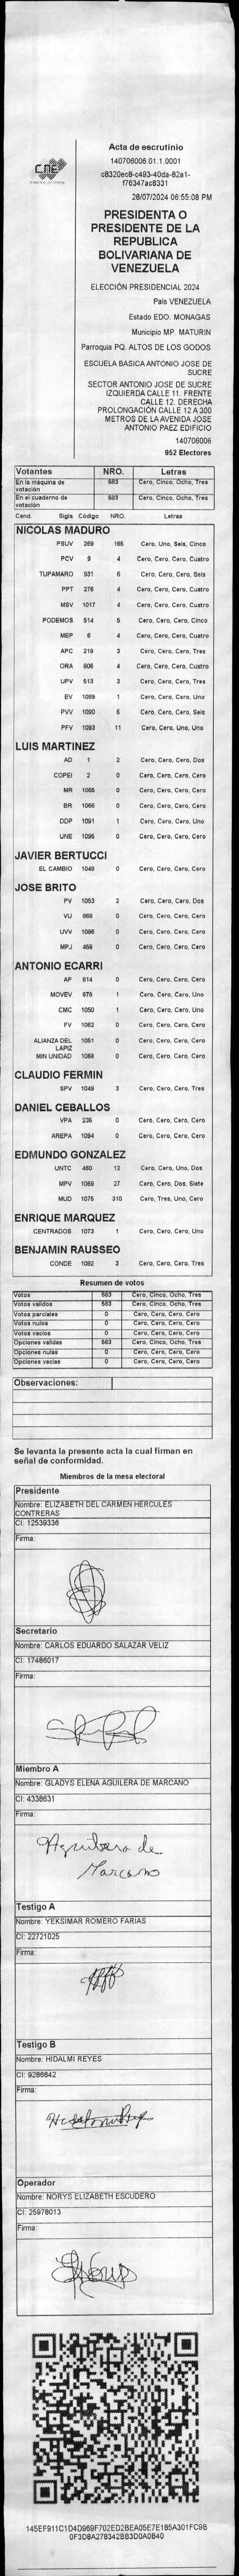 CNE
Acta de escrutinio
140706006.01.1.0001
c8320ec8-c493-40da-82a1-
f76347ac8331
28/07/2024 06:55:08 PM
PRESIDENTA O
PRESIDENTE DE LA
REPUBLICA
BOLIVARIANA DE
VENEZUELA
ELECCIÓN PRESIDENCIAL 2024
País VENEZUELA
Estado EDO. MONAGAS
Municipio MP. MATURIN
Parroquia PQ. ALTOS DE LOS GODOS
ESCUELA BASICA ANTONIO JOSE DE
SUCRE
SECTOR ANTONIO JOSE DE SUCRE
IZQUIERDA CALLE 11. FRENTE
CALLE 12. DERECHA
PROLONGACIÓN CALLE 12 A 300
METROS DE LA AVENIDA JOSE
ANTONIO PAEZ EDIFICIO
140706006
952 Electores
Votantes NRO. Letras
En la máquina de votación 583 Cero, Cinco, Ocho, Tres
En el cuaderno de votación 583 Cero, Cinco, Ocho, Tres
Cand. Sigla Código NRO. Letras
NICOLAS MADURO
PSUV 269 165 Cero, Uno, Seis, Cinco
PCV 9 4 Cero, Cero, Cero, Cuatro
TUPAMARO 931 6 Cero, Cero, Cero, Seis
PPT 276 4 Cero, Cero, Cero, Cuatro
MSV 1017 4 Cero, Cero, Cero, Cuatro
PODEMOS 514 5 Cero, Cero, Cero, Cinco
MEP 6 4 Cero, Cero, Cero, Cuatro
APC 219 3 Cero, Cero, Cero, Tres
ORA 906 4 Cero, Cero, Cero, Cuatro
UPV 513 3 Cero, Cero, Cero, Tres
EV 1089 1 Cero, Cero, Cero, Uno
PVV 1090 6 Cero, Cero, Cero, Seis
PFV 1093 11 Cero, Cero, Uno, Uno
LUIS MARTINEZ
AD 1 2 Cero, Cero, Cero, Dos
COPEI 2 0 Cero, Cero, Cero, Cero
MR 1065 0 Cero, Cero, Cero, Cero
BR 1066 0 Cero, Cero, Cero, Cero
DDP 1091 1 Cero, Cero, Cero, Uno
UNE 1095 0 Cero, Cero, Cero, Cero
JAVIER BERTUCCI
EL CAMBIO 1048 0 Cero, Cero, Cero, Cero
JOSE BRITO
PV 1053 2 Cero, Cero, Cero, Dos
VU 868 0 Cero, Cero, Cero, Cero
UVV 1096 0 Cero, Cero, Cero, Cero
MPJ 458 0 Cero, Cero, Cero, Cero
ANTONIO ECARRI
AP 814 0 Cero, Cero, Cero, Cero
MOVEV 878 1 Cero, Cero, Cero, Uno
CMC 1050 1 Cero, Cero, Cero, Uno
FV 1062 0 Cero, Cero, Cero, Cero
ALIANZA DEL LAPIZ 1051 0 Cero, Cero, Cero, Cero
MIN UNIDAD 1068 0 Cero, Cero, Cero, Cero
CLAUDIO FERMIN
SPV 1049 3 Cero, Cero, Cero, Tres
DANIEL CEBALLOS
VPA 236 0 Cero, Cero, Cero, Cero
AREPA 1094 0 Cero, Cero, Cero, Cero
EDMUNDO GONZALEZ
UNTC 480 12 Cero, Cero, Uno, Dos
MPV 1069 27 Cero, Cero, Dos, Siete
MUD 1075 310 Cero, Tres, Uno, Cero
ENRIQUE MARQUEZ
CENTRADOS 1073 1 Cero, Cero, Cero, Uno
BENJAMIN RAUSSEO
CONDE 1092 3 Cero, Cero, Cero, Tres
Resumen de votos
Votos 583 Cero, Cinco, Ocho, Tres
Votos válidos 583 Cero, Cinco, Ocho, Tres
Votos parciales 0 Cero, Cero, Cero, Cero
Votos nulos 0 Cero, Cero, Cero, Cero
Votos vacíos 0 Cero, Cero, Cero, Cero
Opciones validas 583 Cero, Cinco, Ocho, Tres
Opciones nulas 0 Cero, Cero, Cero, Cero
Opciones vacias 0 Cero, Cero, Cero, Cero
Observaciones:
Se levanta la presente acta la cual firman en
señal de conformidad.
Miembros de la mesa electoral
Presidente
Nombre: ELIZABETH DEL CARMEN HERCULES
CONTRERAS
CI: 12539336
Firma:
Secretario
Nombre: CARLOS EDUARDO SALAZAR VELIZ
CI: 17486017
Firma:
Miembro A
Nombre: GLADYS ELENA AGUILERA DE MARCANO
CI: 4338631
Firma:
Aguilera de
Marcano
Testigo A
Nombre: YEKSIMAR ROMERO FARIAS
CI: 22721025
Firma:
Testigo B
Nombre: HIDALMI REYES
CI: 9286642
Firma:
Operador
Nombre: NORYS ELIZABETH ESCUDERO
CI: 25978013
Firma:
145EF911C1D4D969F702ED2BEA05E7E185A301FC9B
0F3D8A278342BB3D0A0B40